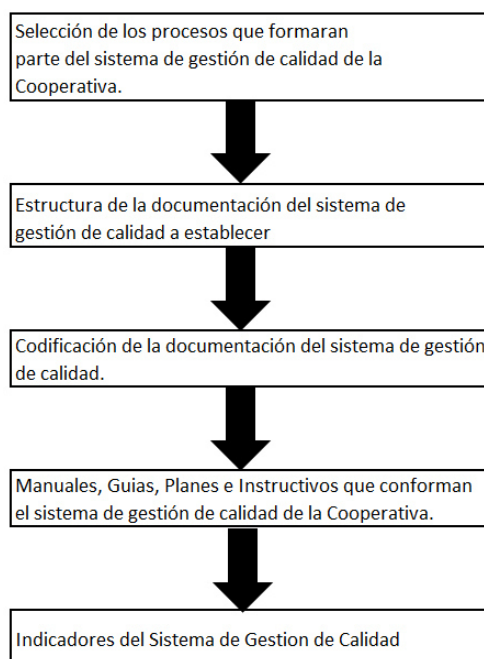 Selección de los procesos que formaran
parte del sistema de gestión de calidad de la
Cooperativa.
Estructura de la documentación del sistema de
gestión de calidad a establecer
Codificación de la documentación del sistema de gestión
de calidad.
Manuales, Guias, Planes e Instructivos que conforman
el sistema de gestión de calidad de la Cooperativa.
Indicadores del Sistema de Gestion de Calidad